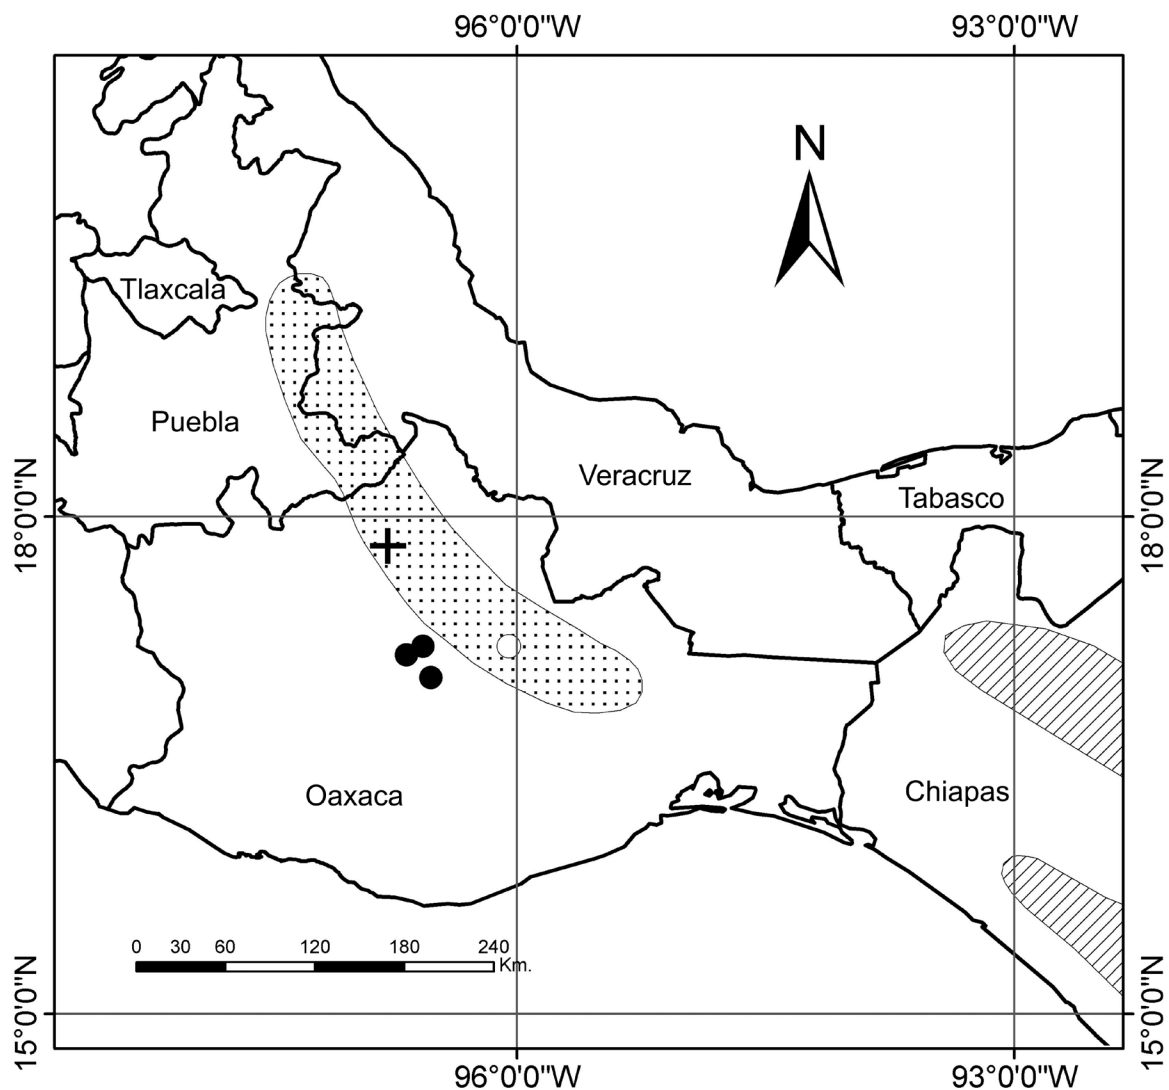 96°0'0"W 93°0'0"W
N
Tlaxcala
Puebla
Veracruz
Tabasco
18°0'0"N 18°0'0"N
Oaxaca
Chiapas
0 30 60 120 180 240
Km.
15°0'0"N 15°0'0"N
96°0'0"W 93°0'0"W